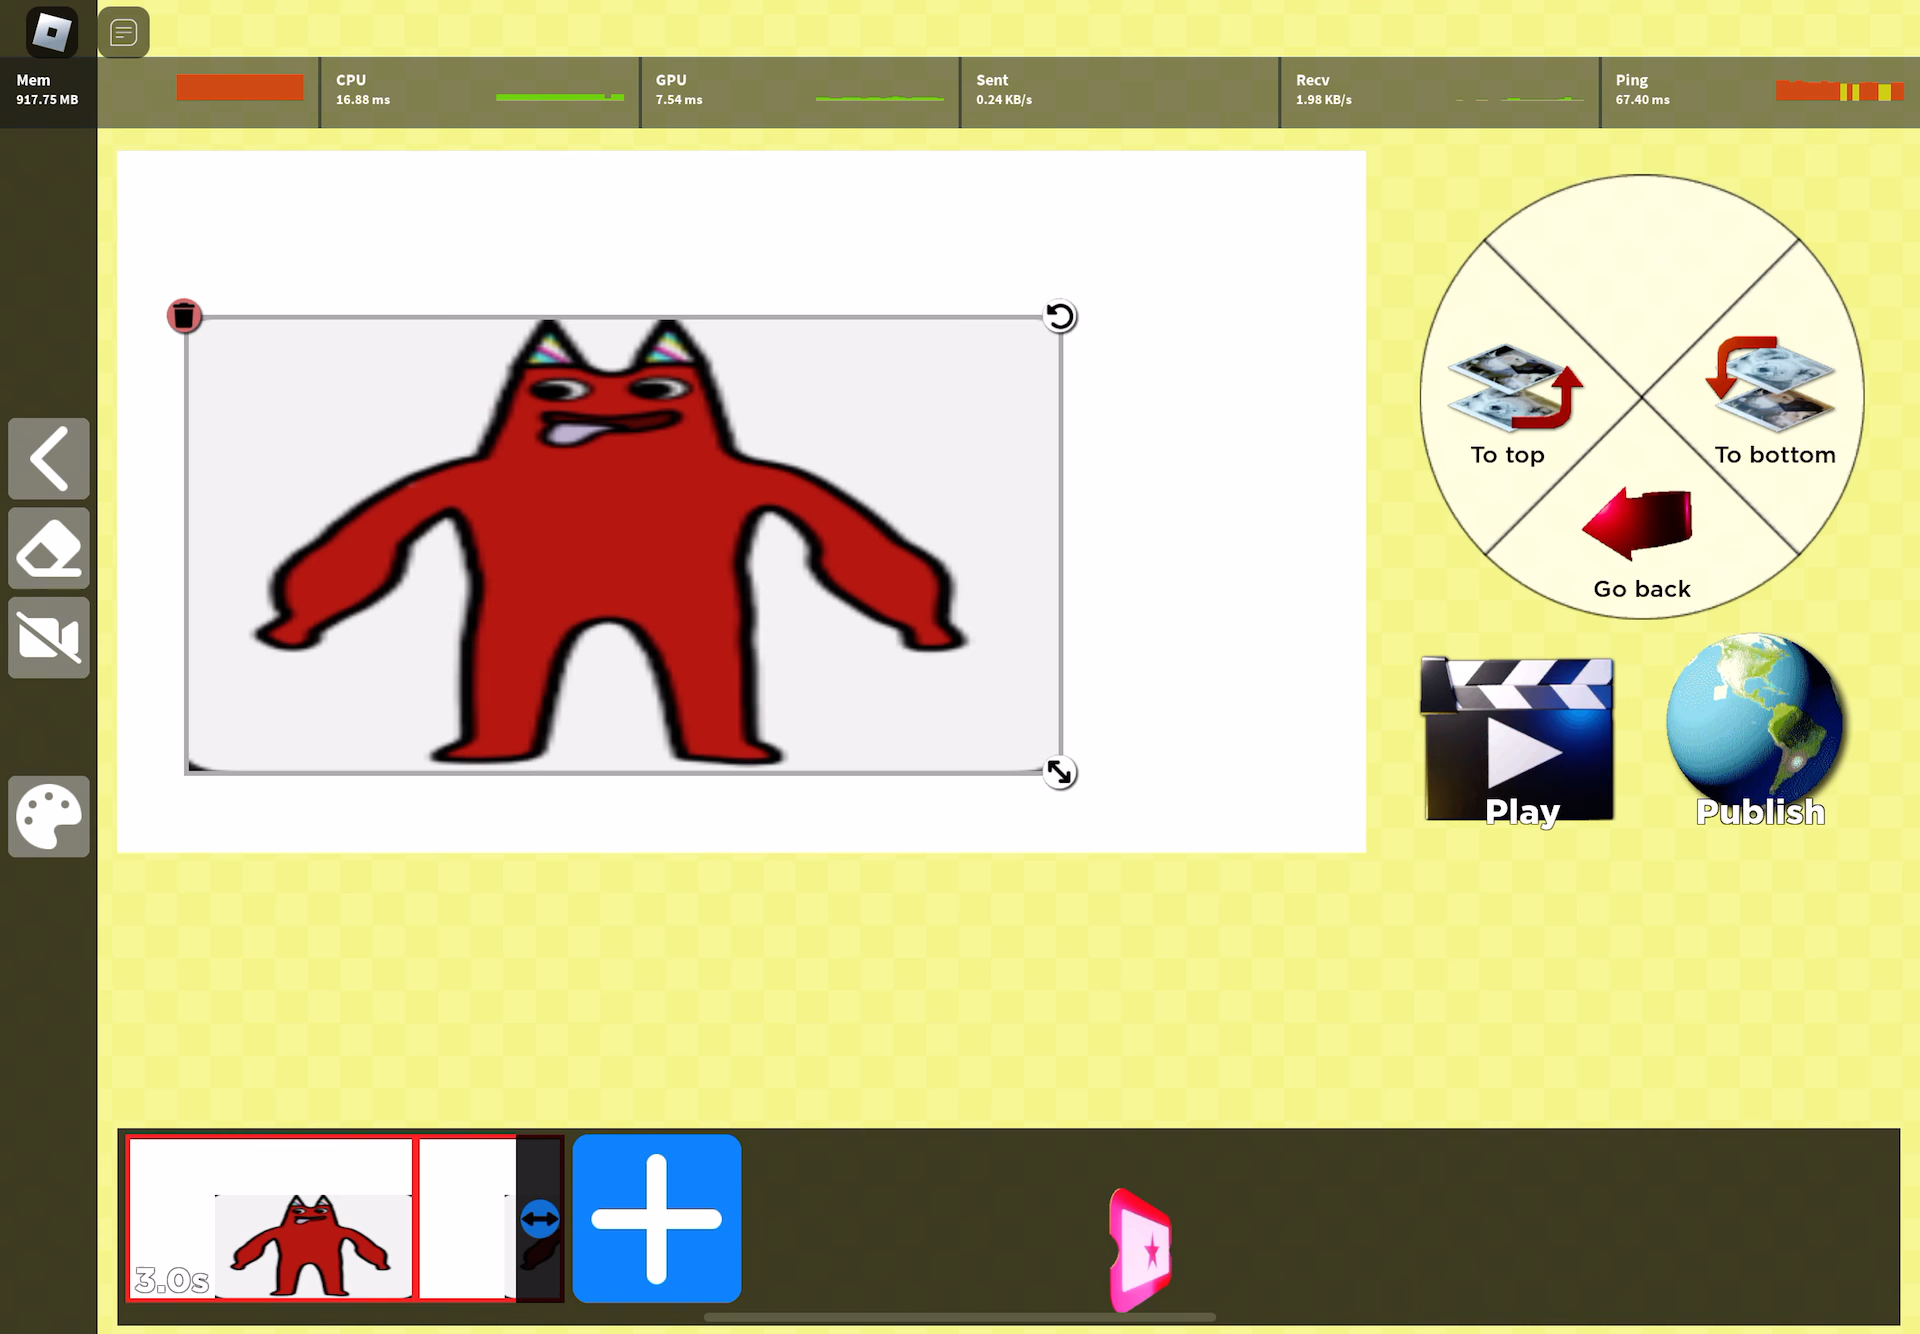 Mem
917.75 MB
CPU
16.88 ms
GPU
7.54 ms
Sent
0.24 KB/s
Recv
1.98 KB/s
Ping
67.40 ms
To top
To bottom
Go back
Play
Publish
3.0s